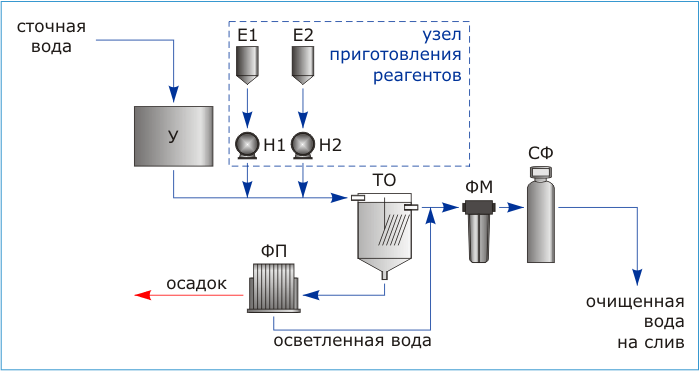 сточная
вода
Е1
Е2
узел
приготовления
реагентов
У
Н1
Н2
ТО
ФМ
СФ
ФП
осадок
осветленная вода
очищенная
вода
на слив